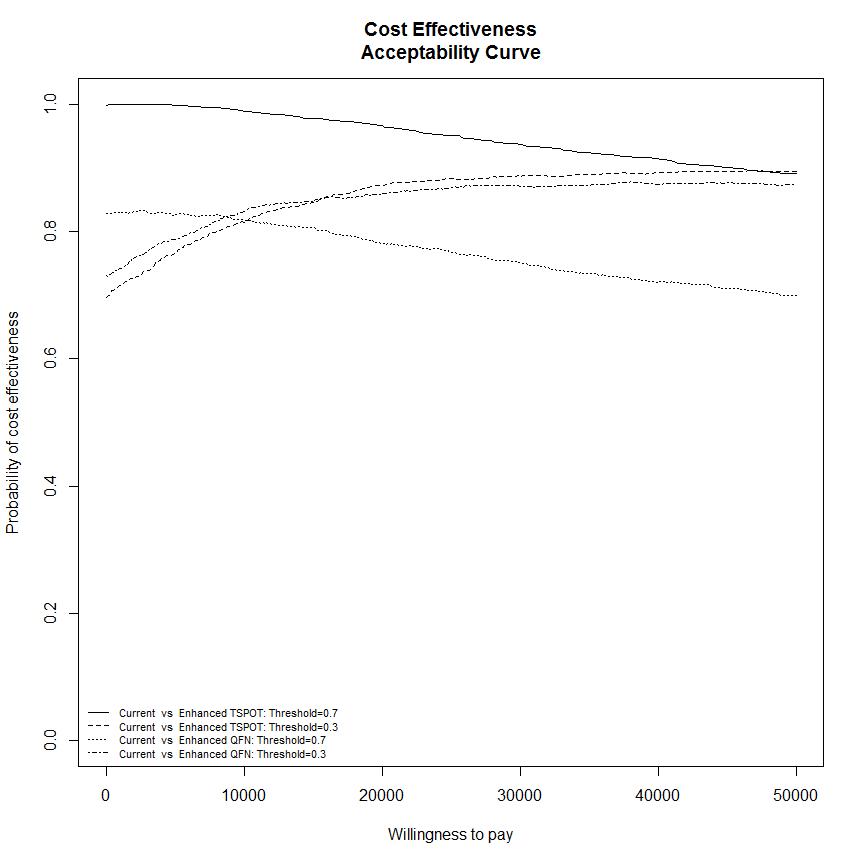 Cost Effectiveness
Acceptability Curve
Probability of cost effectiveness
1.0
0.8
0.6
0.4
0.2
0.0
Current vs Enhanced TSPOT: Threshold=0.7
Current vs Enhanced TSPOT: Threshold=0.3
Current vs Enhanced QFN: Threshold=0.7
Current vs Enhanced QFN: Threshold=0.3
0 10000 20000 30000 40000 50000
Willingness to pay